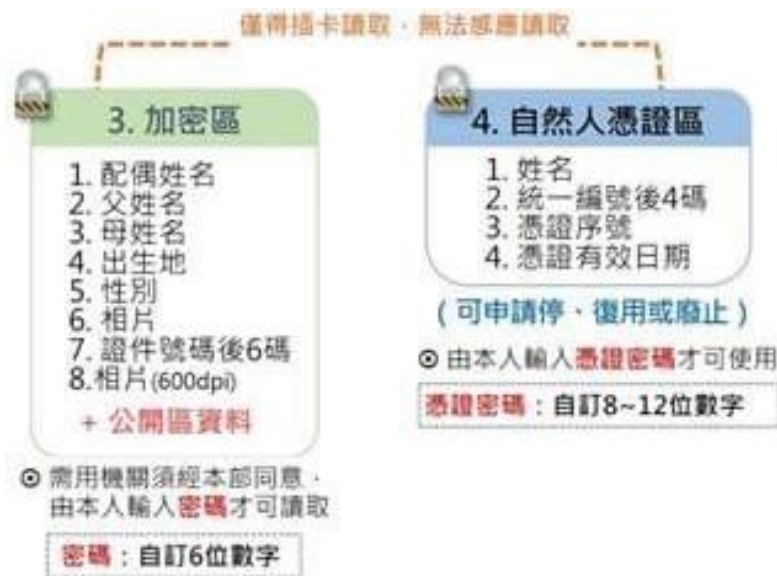 僅得插卡讀取，無法感應讀取
3. 加密區
1. 配偶姓名
2. 父姓名
3. 母姓名
4. 出生地
5. 性別
6. 相片
7. 證件號碼後6碼
8.相片(600dpi)
+ 公開區資料
⊙ 需用機關須經本部同意，
由本人輸入密碼才可讀取
密碼：自訂6位數字
4. 自然人憑證區
1. 姓名
2. 統一編號後4碼
3. 憑證序號
4. 憑證有效日期
(可申請停、復用或廢止)
⊙ 由本人輸入憑證密碼才可使用
憑證密碼：自訂8~12位數字